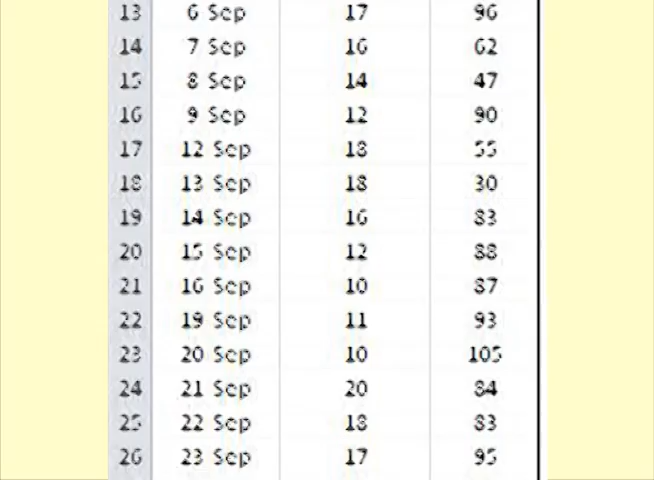 13 6 Sep 17 96
14 7 Sep 16 62
15 8 Sep 14 47
16 9 Sep 12 90
17 12 Sep 18 55
18 13 Sep 18 30
19 14 Sep 16 83
20 15 Sep 12 88
21 16 Sep 10 87
22 19 Sep 11 93
23 20 Sep 10 105
24 21 Sep 20 84
25 22 Sep 18 83
26 23 Sep 17 95